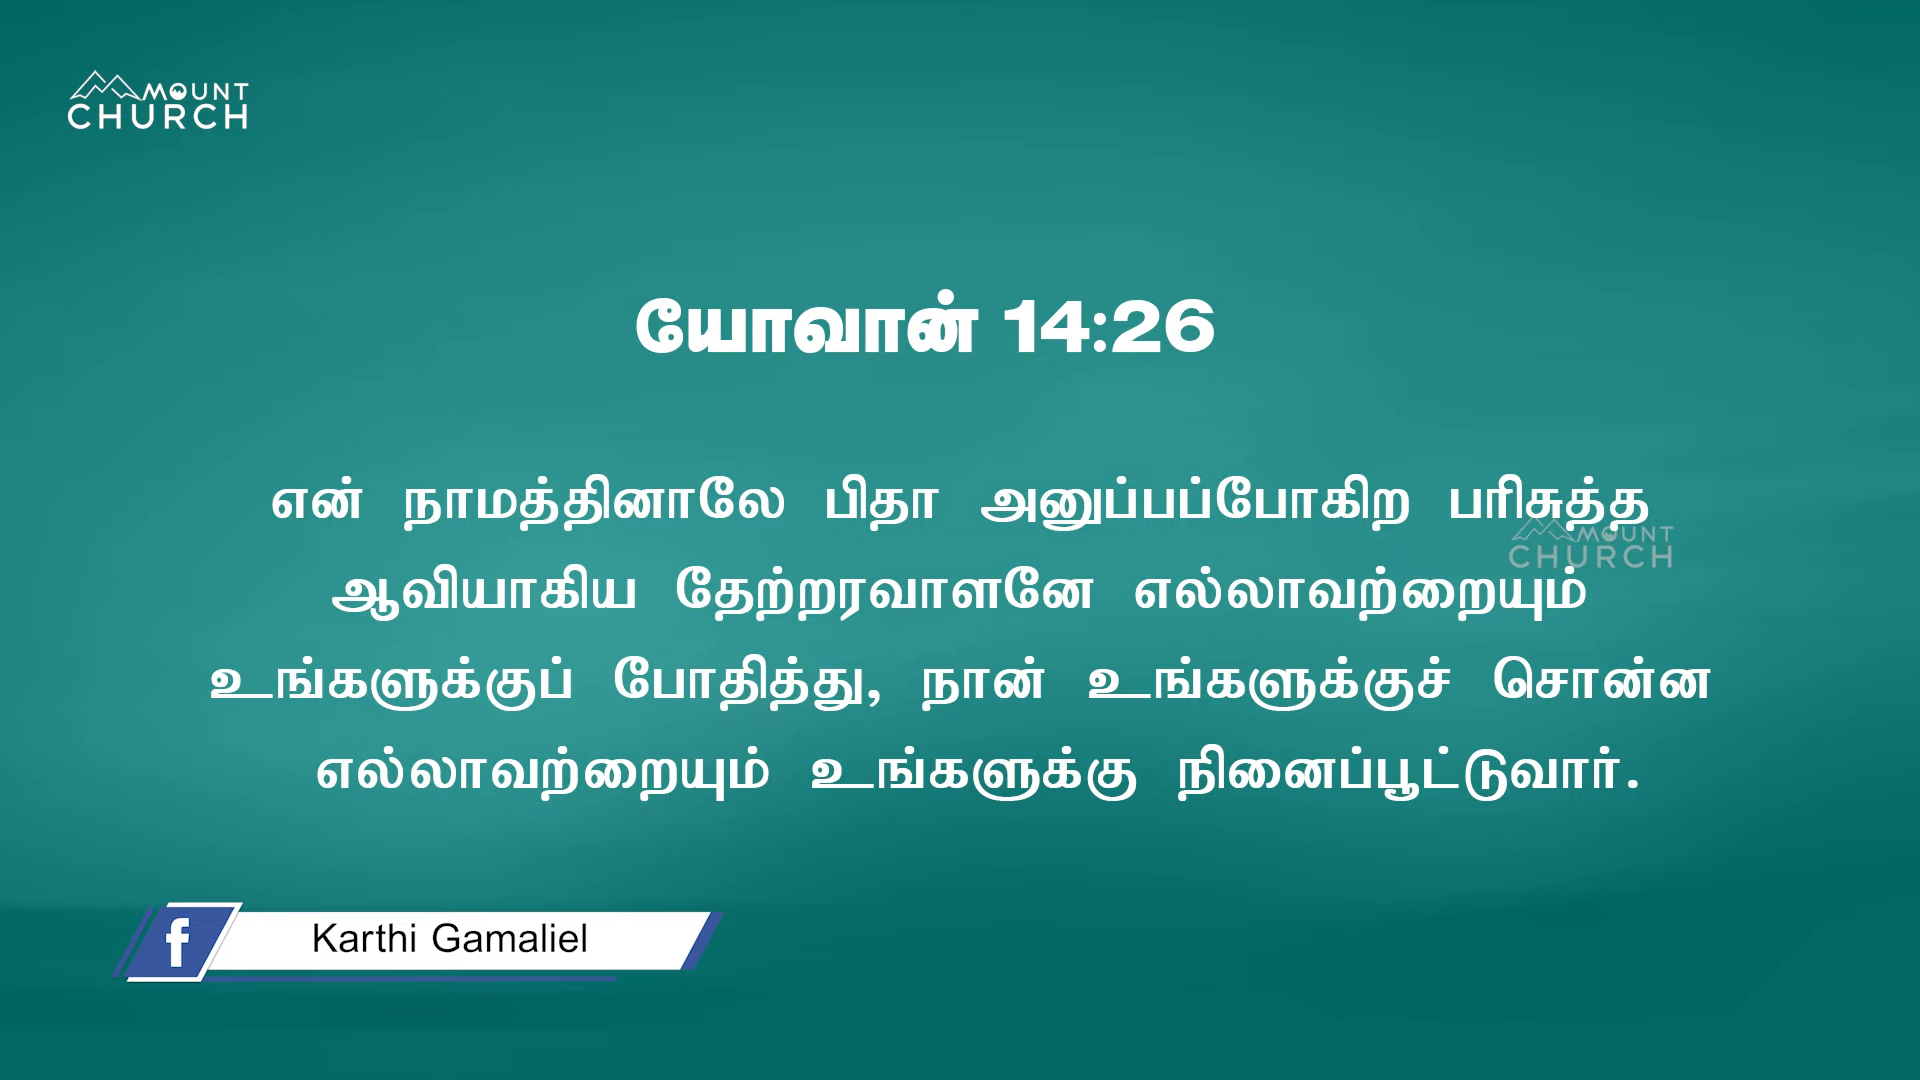 MOUNT
CHURCH
யோவான் 14:26
என் நாமத்தினாலே பிதா அனுப்பப்போகிற பரிசுத்த
MOUNT
CHURCH
ஆவியாகிய தேற்றரவாளனே எல்லாவற்றையும்
உங்களுக்குப் போதித்து, நான் உங்களுக்குச் சொன்ன
எல்லாவற்றையும் உங்களுக்கு நினைப்பூட்டுவார்.
f Karthi Gamaliel